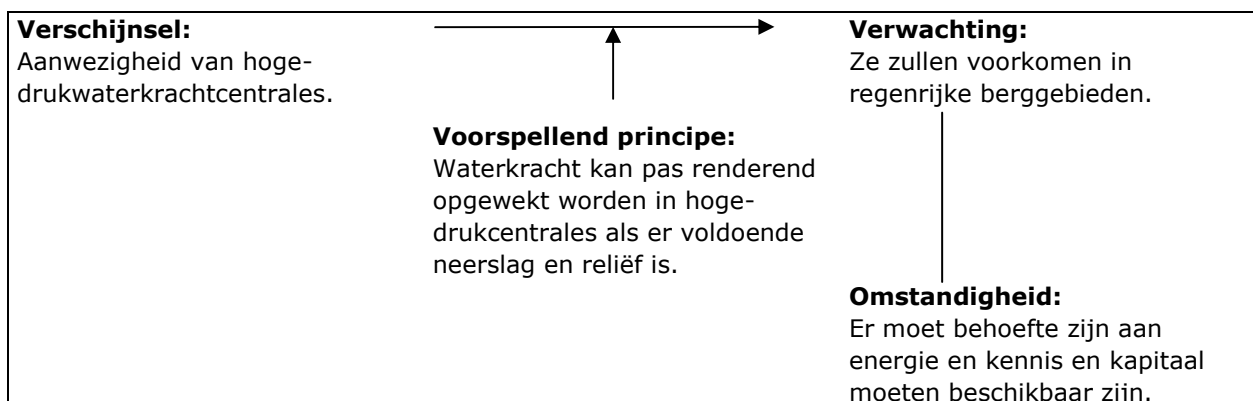 Verschijnsel:
Aanwezigheid van hoge-
drukwaterkrachtcentrales.
Voorspellend principe:
Waterkracht kan pas renderend
opgewekt worden in hoge-
drukcentrales als er voldoende
neerslag en reliëf is.
Verwachting:
Ze zullen voorkomen in
regenrijke berggebieden.
Omstandigheid:
Er moet behoefte zijn aan
energie en kennis en kapitaal
moeten beschikbaar zijn.